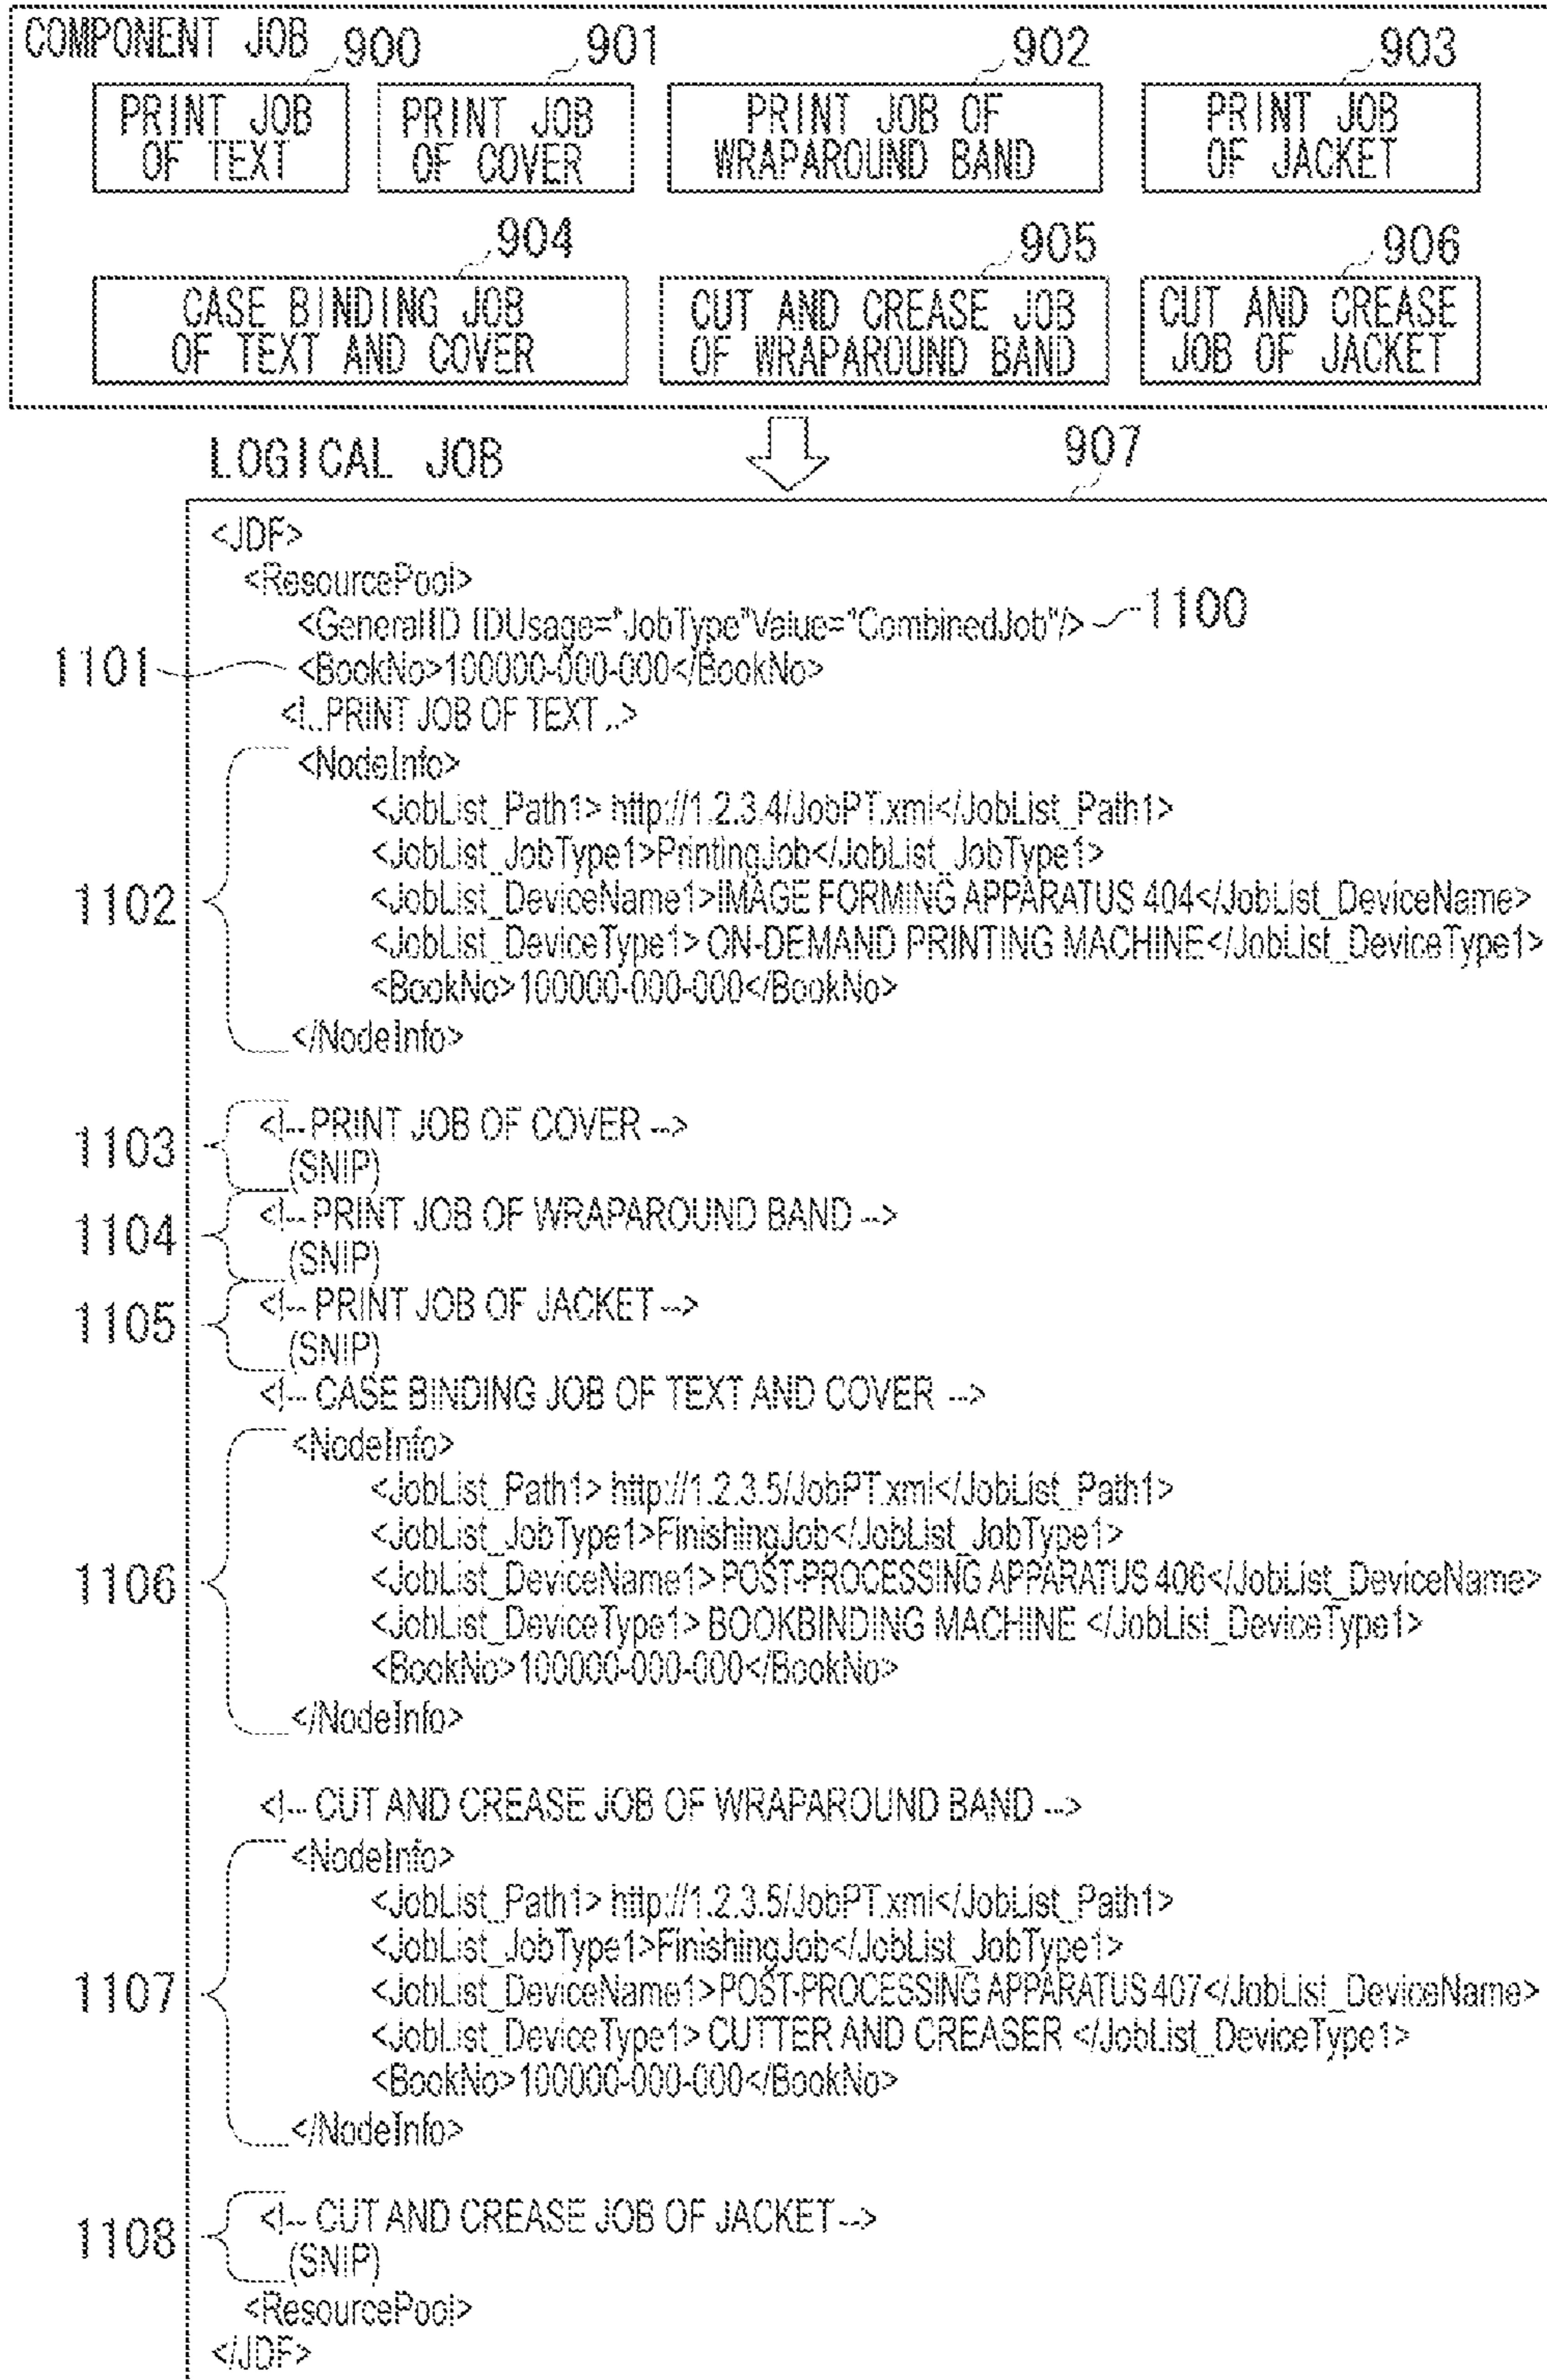 COMPONENT JOB
900
901
902
903
PRINT JOB
OF TEXT
PRINT JOB
OF COVER
PRINT JOB OF
WRAPAROUND BAND
PRINT JOB
OF JACKET
904
905
906
CASE BINDING JOB
OF TEXT AND COVER
CUT AND CREASE JOB
OF WRAPAROUND BAND
CUT AND CREASE
JOB OF JACKET
LOGICAL JOB
907
<JDF>
<ResourcePool>
<GeneralID IDUsage="JobType"Value="CombinedJob"/> 1100
1101 <BookNo>100000-000-000</BookNo>
<!..PRINT JOB OF TEXT..>
<NodeInfo>
<JobList_Path1> http://1.2.3.4/JobPT.xml</JobList_Path1>
<JobList_JobType1>PrintingJob</JobList_JobType1>
1102 <JobList_DeviceName1>IMAGE FORMING APPARATUS 404</JobList_DeviceName>
<JobList_DeviceType1> ON-DEMAND PRINTING MACHINE</JobList_DeviceType1>
<BookNo>100000-000-000</BookNo>
</NodeInfo>
1103 <!-- PRINT JOB OF COVER -->
(SNIP)
1104 <!-- PRINT JOB OF WRAPAROUND BAND -->
(SNIP)
1105 <!-- PRINT JOB OF JACKET -->
(SNIP)
<!-- CASE BINDING JOB OF TEXT AND COVER -->
<NodeInfo>
<JobList_Path1> http://1.2.3.5/JobPT.xml</JobList_Path1>
<JobList_JobType1>FinishingJob</JobList_JobType1>
1106 <JobList_DeviceName1> POST-PROCESSING APPARATUS 406</JobList_DeviceName>
<JobList_DeviceType1> BOOKBINDING MACHINE </JobList_DeviceType1>
<BookNo>100000-000-000</BookNo>
</NodeInfo>
<!-- CUT AND CREASE JOB OF WRAPAROUND BAND -->
<NodeInfo>
<JobList_Path1> http://1.2.3.5/JobPT.xml</JobList_Path1>
<JobList_JobType1>FinishingJob</JobList_JobType1>
1107 <JobList_DeviceName1>POST-PROCESSING APPARATUS 407</JobList_DeviceName>
<JobList_DeviceType1> CUTTER AND CREASER </JobList_DeviceType1>
<BookNo>100000-000-000</BookNo>
</NodeInfo>
1108 <!-- CUT AND CREASE JOB OF JACKET -->
(SNIP)
<ResourcePool>
</JDF>